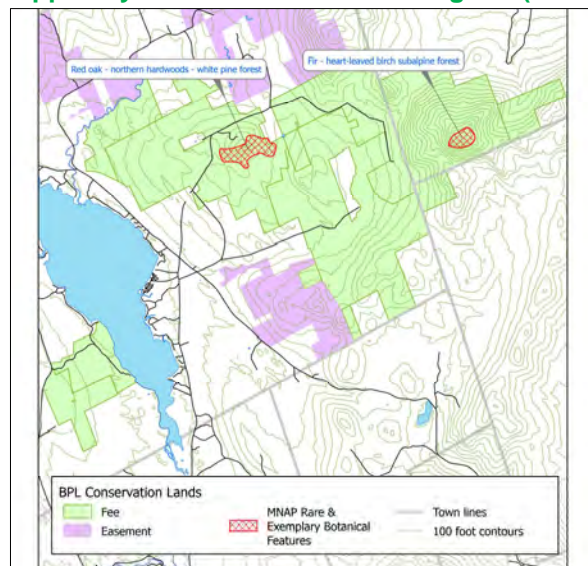 Red oak - northern hardwoods - white pine forest
Fir - heart-leaved birch subalpine forest
BPL Conservation Lands
Fee
Easement
MNAP Rare &
Exemplary Botanical
Features
Town lines
100 foot contours